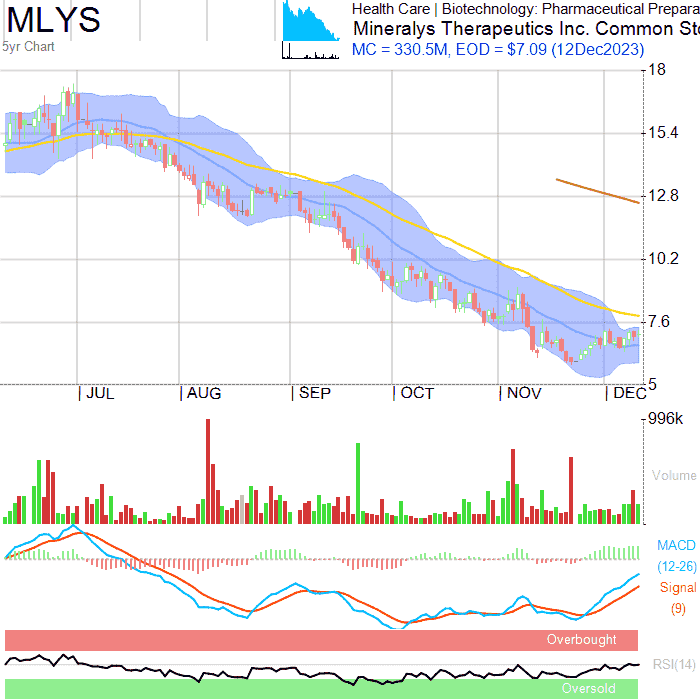 MLYS
5yr Chart
Health Care | Biotechnology: Pharmaceutical Prepara
Mineralys Therapeutics Inc. Common Sto
MC = 330.5M, EOD = $7.09 (12Dec2023)
18
15.4
12.8
10.2
7.6
5
JUL AUG SEP OCT NOV DEC
996k
Volume
MACD
(12-26)
Signal
(9)
Overbought
RSI(14)
Oversold